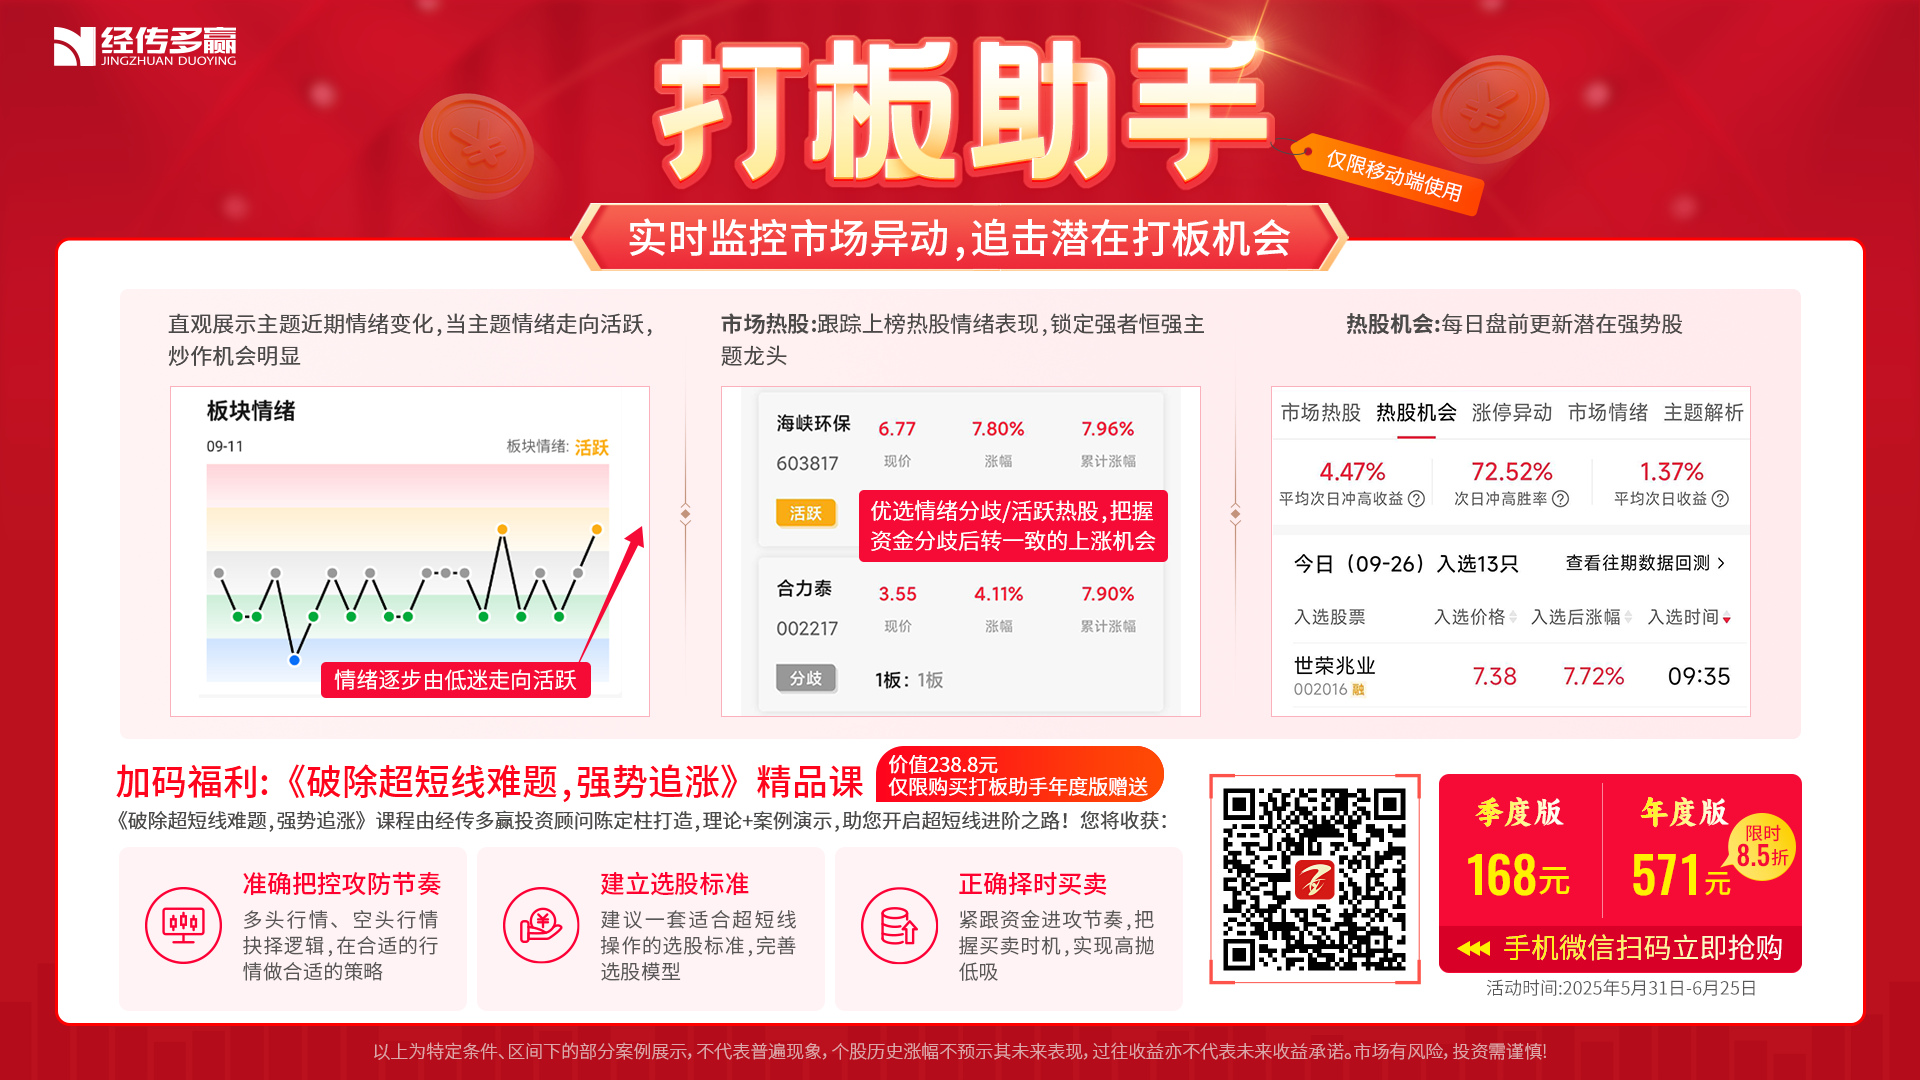 经传多赢
JINGZHUAN DUOYING
打板助手
仅限移动端使用
实时监控市场异动,追击潜在打板机会
直观展示主题近期情绪变化,当主题情绪走向活跃,
炒作机会明显
板块情绪
09-11
板块情绪: 活跃
情绪逐步由低迷走向活跃
市场热股:跟踪上榜热股情绪表现,锁定强者恒强主
题龙头
海峡环保
6.77
7.80%
7.96%
603817
现价
涨幅
累计涨幅
活跃
优选情绪分歧/活跃热股,把握
资金分歧后转一致的上涨机会
合力泰
3.55
4.11%
7.90%
002217
现价
涨幅
累计涨幅
分歧
1板: 1板
热股机会:每日盘前更新潜在强势股
市场热股 热股机会 涨停异动 市场情绪 主题解析
4.47%
72.52%
1.37%
平均次日冲高收益?
次日冲高胜率?
平均次日收益?
今日（09-26）入选13只
查看往期数据回测 >
入选股票
入选价格
入选后涨幅
入选时间
世荣兆业
7.38
7.72%
09:35
002016 融
加码福利:《破除超短线难题,强势追涨》精品课
价值238.8元
仅限购买打板助手年度版赠送
《破除超短线难题,强势追涨》课程由经传多赢投资顾问陈定柱打造,理论+案例演示,助您开启超短线进阶之路！您将收获:
准确把控攻防节奏
多头行情、空头行情
抉择逻辑,在合适的行
情做合适的策略
建立选股标准
建议一套适合超短线
操作的选股标准,完善
选股模型
正确择时买卖
紧跟资金进攻节奏,把
握买卖时机,实现高抛
低吸
季度版
168元
年度版
571元
限时
8.5折
手机微信扫码立即抢购
活动时间:2025年5月31日-6月25日
以上为特定条件、区间下的部分案例展示,不代表普遍现象,个股历史涨幅不预示其未来表现,过往收益亦不代表未来收益承诺。市场有风险,投资需谨慎!